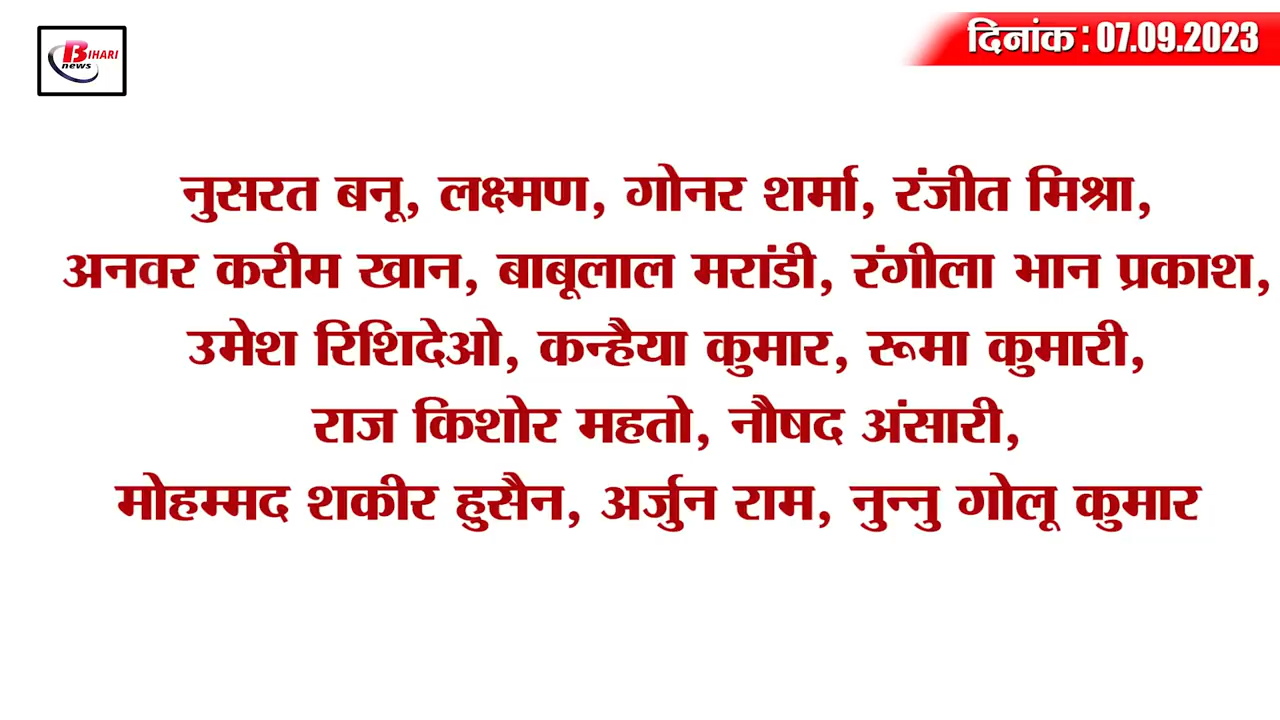 BIHARI
news
दिनांक : 07.09.2023
नुसरत बनू, लक्ष्मण, गोनर शर्मा, रंजीत मिश्रा,
अनवर करीम खान, बाबूलाल मरांडी, रंगीला भान प्रकाश,
उमेश रिशिदेओ, कन्हैया कुमार, रूमा कुमारी,
राज किशोर महतो, नौषद अंसारी,
मोहम्मद शकीर हुसैन, अर्जुन राम, नुन्नु गोलू कुमार